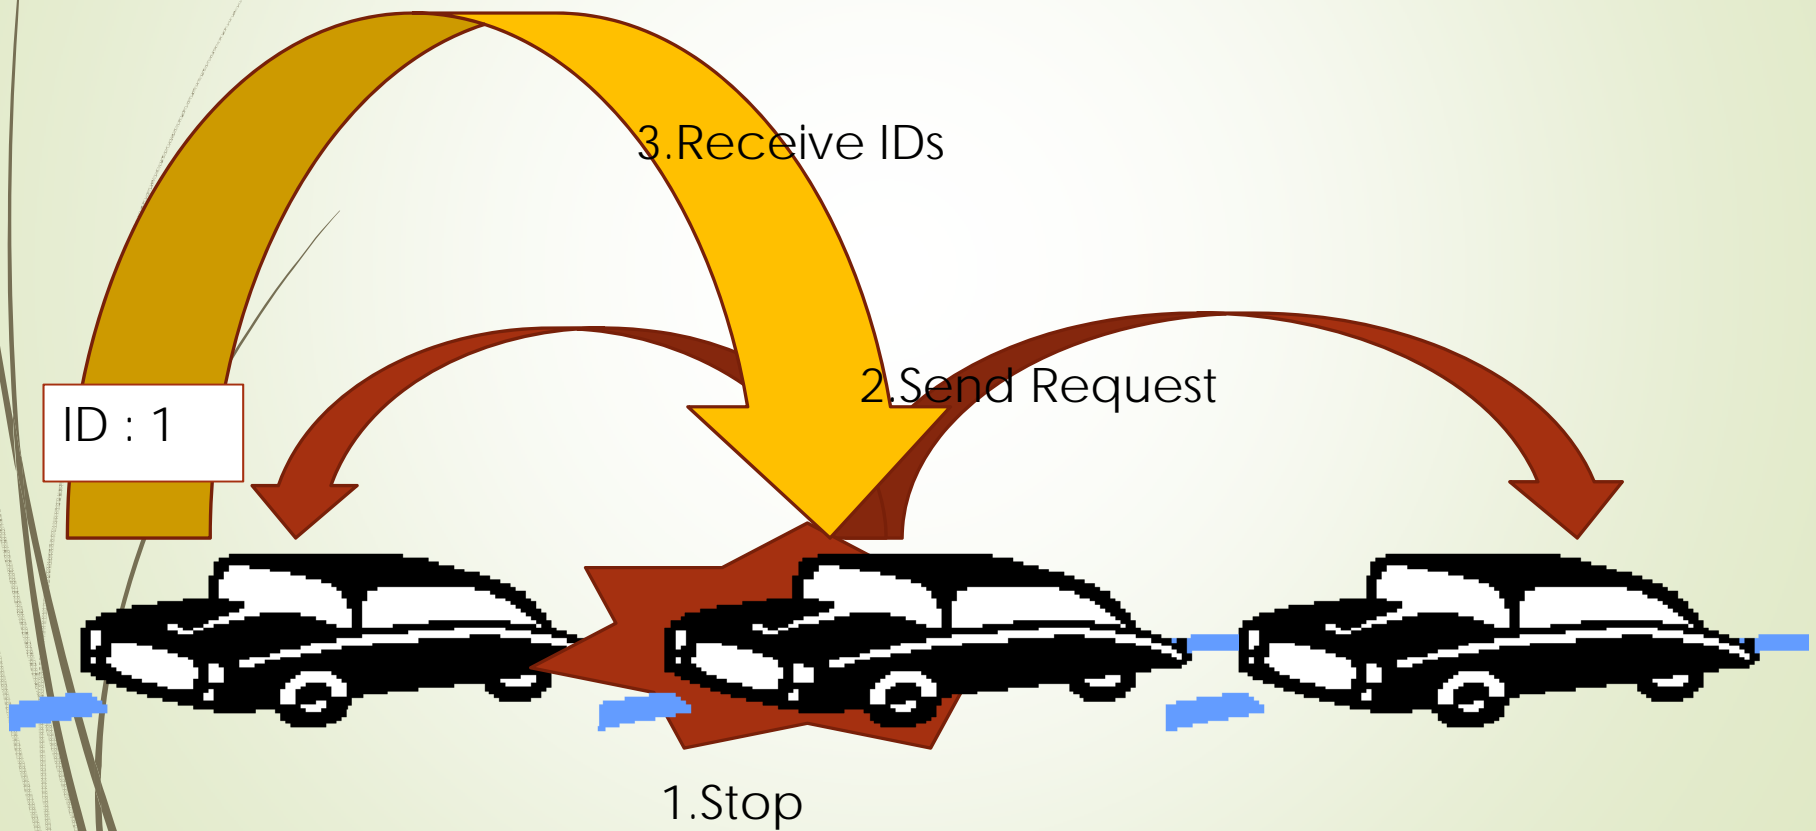 3.Receive IDs
2.Send Request
ID : 1
1.Stop